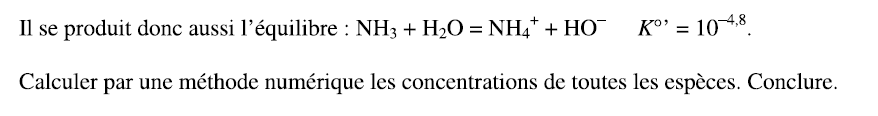 Il se produit donc aussi l'équilibre : NH₃ + H₂O = NH₄⁺ + HO⁻ K°’ = 10⁻⁴,⁸.
Calculer par une méthode numérique les concentrations de toutes les espèces. Conclure.